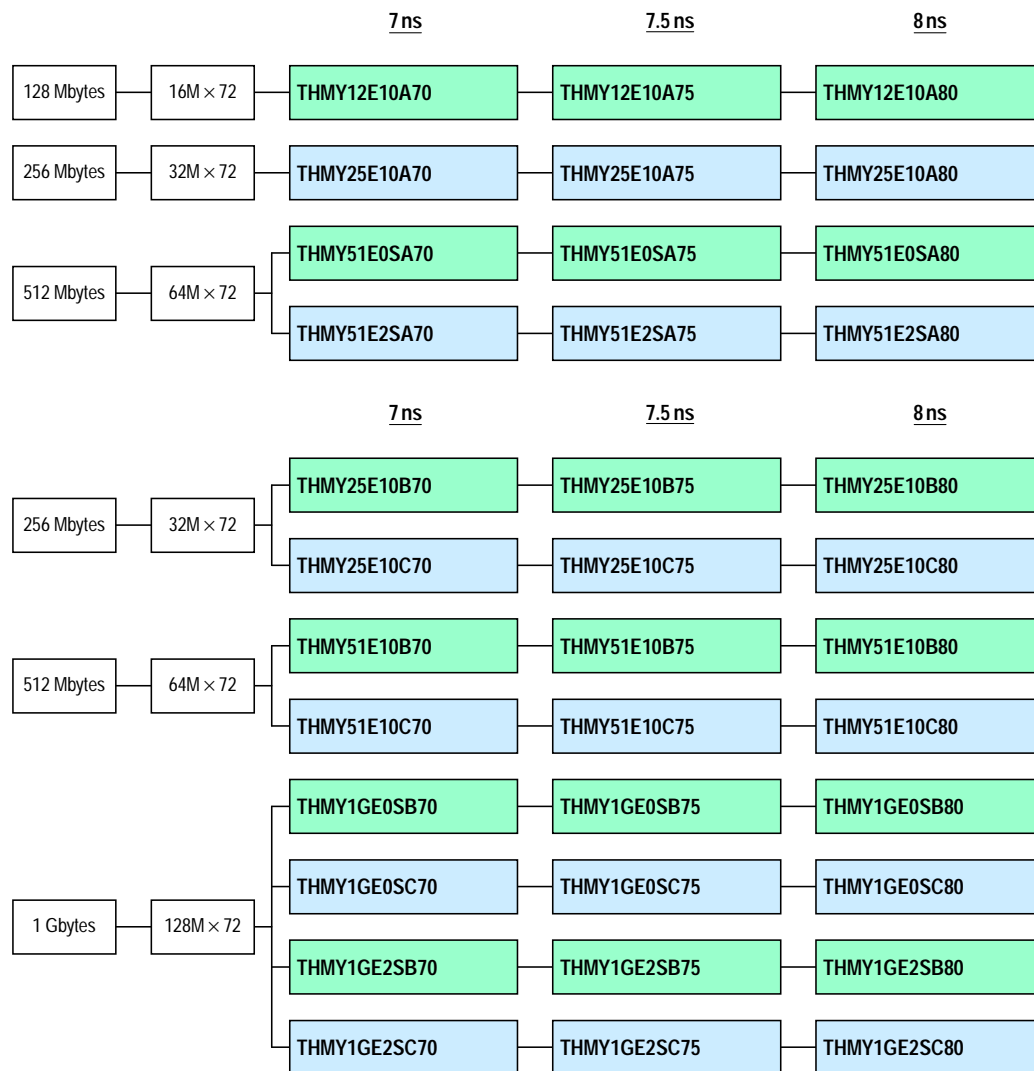 7 ns 7.5 ns 8 ns
128 Mbytes 16M × 72 THMY12E10A70 THMY12E10A75 THMY12E10A80
256 Mbytes 32M × 72 THMY25E10A70 THMY25E10A75 THMY25E10A80
THMY51E0SA70 THMY51E0SA75 THMY51E0SA80
512 Mbytes 64M × 72
THMY51E2SA70 THMY51E2SA75 THMY51E2SA80
7 ns 7.5 ns 8 ns
THMY25E10B70 THMY25E10B75 THMY25E10B80
256 Mbytes 32M × 72
THMY25E10C70 THMY25E10C75 THMY25E10C80
THMY51E10B70 THMY51E10B75 THMY51E10B80
512 Mbytes 64M × 72
THMY51E10C70 THMY51E10C75 THMY51E10C80
THMY1GE0SB70 THMY1GE0SB75 THMY1GE0SB80
THMY1GE0SC70 THMY1GE0SC75 THMY1GE0SC80
1 Gbytes 128M × 72
THMY1GE2SB70 THMY1GE2SB75 THMY1GE2SB80
THMY1GE2SC70 THMY1GE2SC75 THMY1GE2SC80